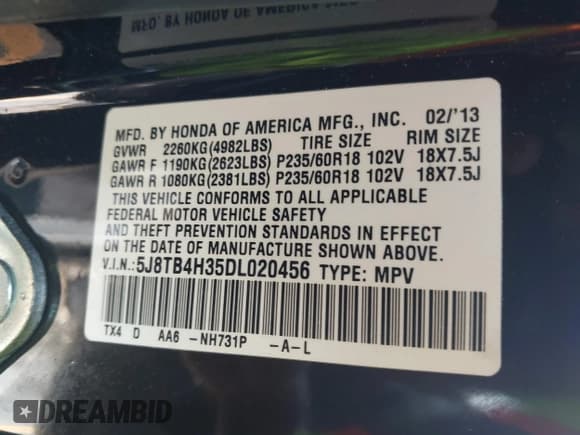 MFD. BY HONDA OF AMERICA MFG., INC. 02/'13
GVWR 2260KG(4982LBS) TIRE SIZE RIM SIZE
GAWR F 1190KG(2623LBS) P235/60R18 102V 18X7.5J
GAWR R 1080KG(2381LBS) P235/60R18 102V 18X7.5J
THIS VEHICLE CONFORMS TO ALL APPLICABLE
FEDERAL MOTOR VEHICLE SAFETY
AND THEFT PREVENTION STANDARDS IN EFFECT
ON THE DATE OF MANUFACTURE SHOWN ABOVE.
V.I.N.:5J8TB4H35DL020456 TYPE: MPV
TX4 D AA6 -NH731P -A-L
DREAMBID